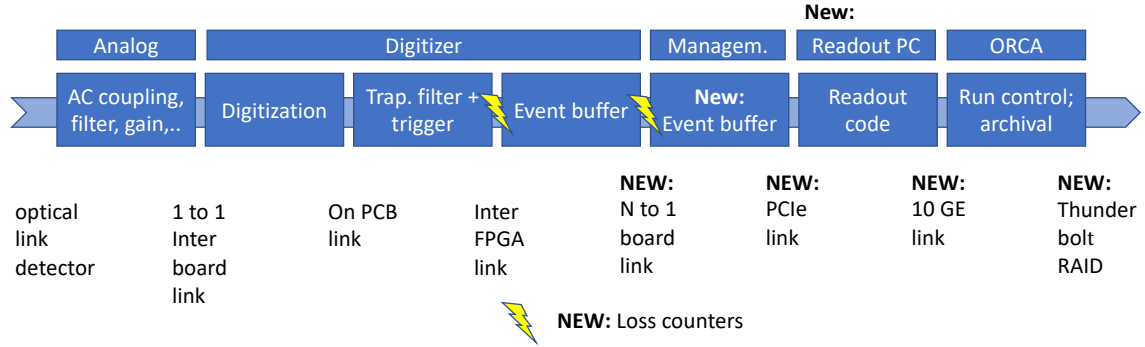 New:
Analog
Digitizer
Managem.
Readout PC
ORCA
AC coupling,
filter, gain,..
Digitization
Trap. filter +
trigger
Event buffer
New:
Event buffer
Readout
code
Run control;
archival
optical
link
detector
1 to 1
Inter
board
link
On PCB
link
Inter
FPGA
link
NEW:
N to 1
board
link
NEW:
PCIe
link
NEW:
10 GE
link
NEW:
Thunder
bolt
RAID
NEW: Loss counters